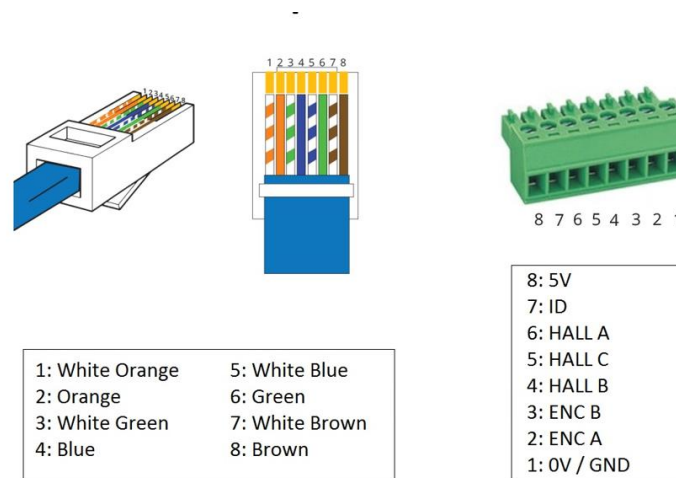 -
12345678
1 2 3 4 5 6 7 8
8 7 6 5 4 3 2 1
1: White Orange
2: Orange
3: White Green
4: Blue
5: White Blue
6: Green
7: White Brown
8: Brown
8: 5V
7: ID
6: HALL A
5: HALL C
4: HALL B
3: ENC B
2: ENC A
1: 0V / GND